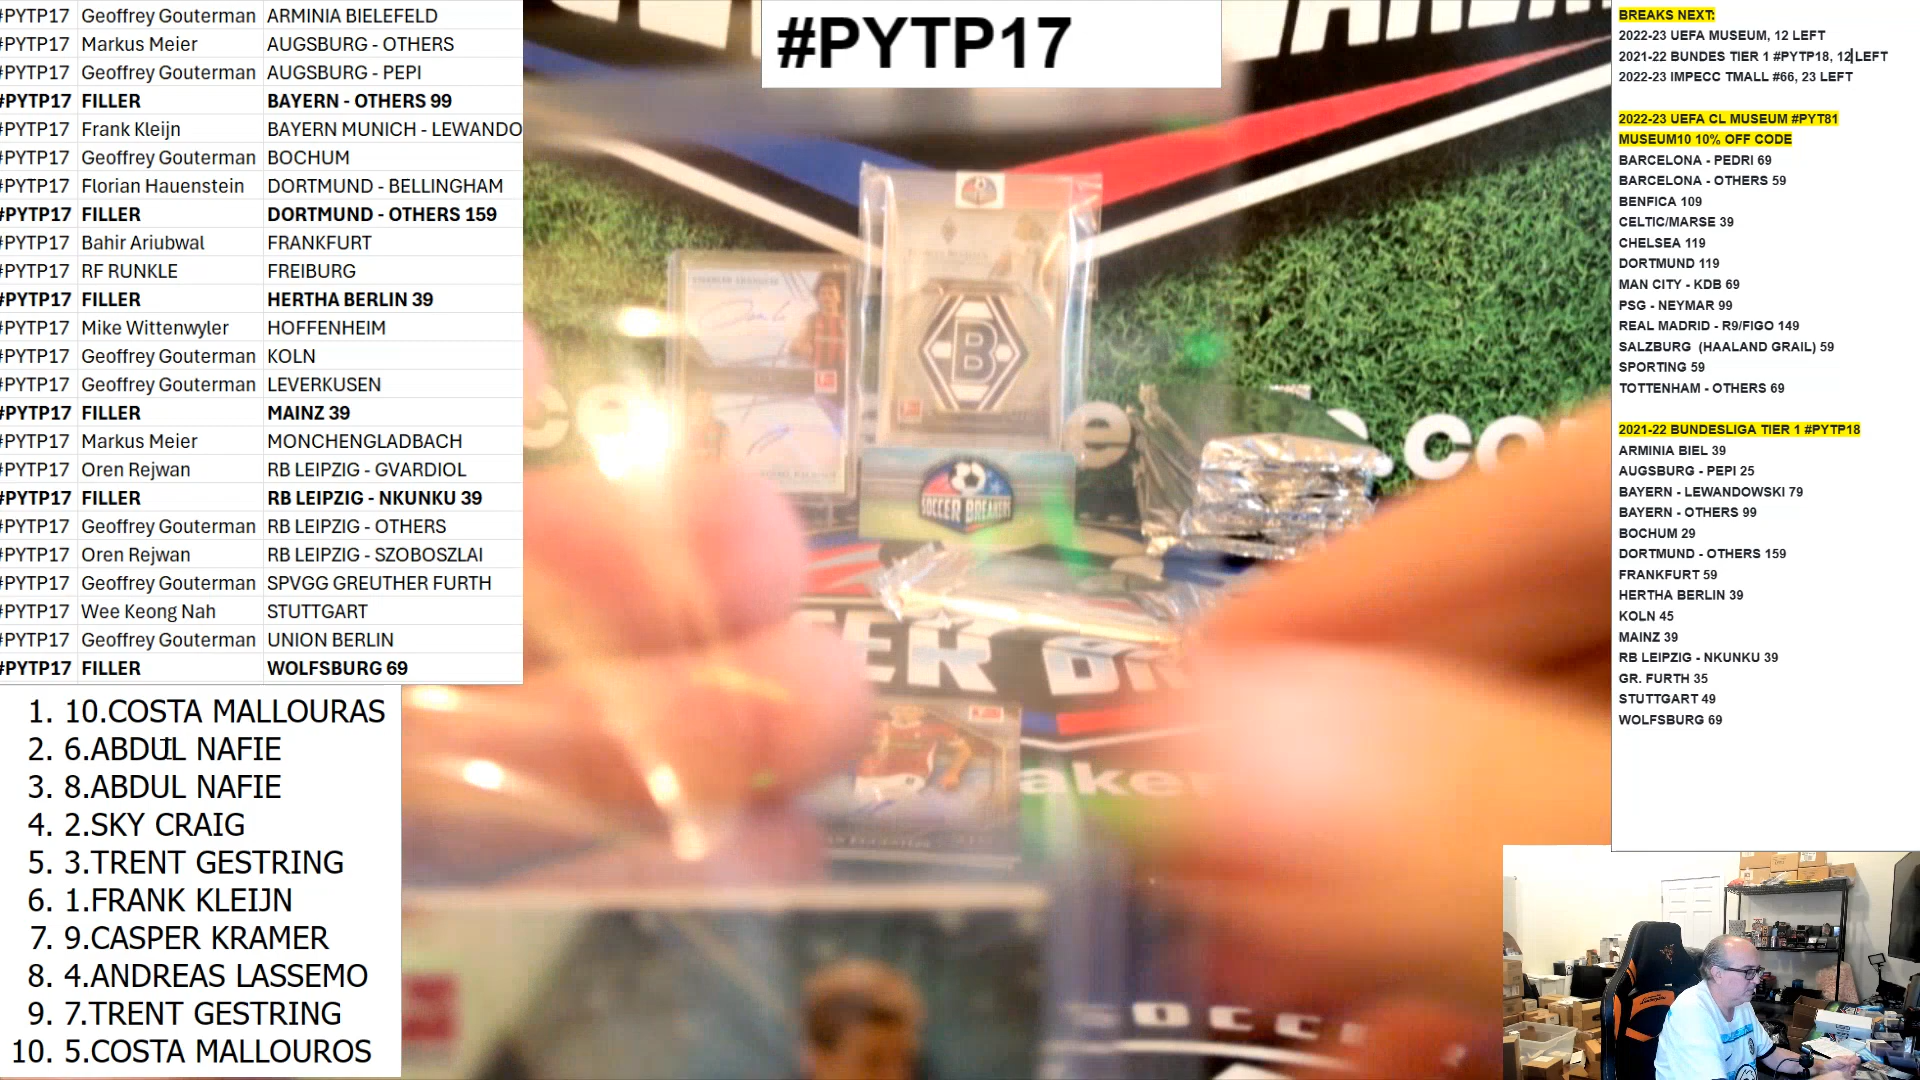 #PYTP17
#PYTP17 Geoffrey Gouterman ARMINIA BIELEFELD
#PYTP17 Markus Meier AUGSBURG - OTHERS
#PYTP17 Geoffrey Gouterman AUGSBURG - PEPI
#PYTP17 FILLER BAYERN - OTHERS 99
#PYTP17 Frank Kleijn BAYERN MUNICH - LEWANDO
#PYTP17 Geoffrey Gouterman BOCHUM
#PYTP17 Florian Hauenstein DORTMUND - BELLINGHAM
#PYTP17 FILLER DORTMUND - OTHERS 159
#PYTP17 Bahir Ariubwal FRANKFURT
#PYTP17 RF RUNKLE FREIBURG
#PYTP17 FILLER HERTHA BERLIN 39
#PYTP17 Mike Wittenwyler HOFFENHEIM
#PYTP17 Geoffrey Gouterman KOLN
#PYTP17 Geoffrey Gouterman LEVERKUSEN
#PYTP17 FILLER MAINZ 39
#PYTP17 Markus Meier MONCHENGLADBACH
#PYTP17 Oren Rejwan RB LEIPZIG - GVARDIOL
#PYTP17 FILLER RB LEIPZIG - NKUNKU 39
#PYTP17 Geoffrey Gouterman RB LEIPZIG - OTHERS
#PYTP17 Oren Rejwan RB LEIPZIG - SZOBOSZLAI
#PYTP17 Geoffrey Gouterman SPVGG GREUTHER FURTH
#PYTP17 Wee Keong Nah STUTTGART
#PYTP17 Geoffrey Gouterman UNION BERLIN
#PYTP17 FILLER WOLFSBURG 69
1. 10.COSTA MALLOURAS
2. 6.ABDUL NAFIE
3. 8.ABDUL NAFIE
4. 2.SKY CRAIG
5. 3.TRENT GESTRING
6. 1.FRANK KLEIJN
7. 9.CASPER KRAMER
8. 4.ANDREAS LASSEMO
9. 7.TRENT GESTRING
10. 5.COSTA MALLOUROS
B
SOCCER BREAKERS
e
.co
ER BR
aker
SOCCE
BREAKS NEXT:
2022-23 UEFA MUSEUM, 12 LEFT
2021-22 BUNDES TIER 1 #PYTP18, 12 LEFT
2022-23 IMPECC TMALL #66, 23 LEFT
2022-23 UEFA CL MUSEUM #PYT81
MUSEUM10 10% OFF CODE
BARCELONA - PEDRI 69
BARCELONA - OTHERS 59
BENFICA 109
CELTIC/MARSE 39
CHELSEA 119
DORTMUND 119
MAN CITY - KDB 69
PSG - NEYMAR 99
REAL MADRID - R9/FIGO 149
SALZBURG (HAALAND GRAIL) 59
SPORTING 59
TOTTENHAM - OTHERS 69
2021-22 BUNDESLIGA TIER 1 #PYTP18
ARMINIA BIEL 39
AUGSBURG - PEPI 25
BAYERN - LEWANDOWSKI 79
BAYERN - OTHERS 99
BOCHUM 29
DORTMUND - OTHERS 159
FRANKFURT 59
HERTHA BERLIN 39
KOLN 45
MAINZ 39
RB LEIPZIG - NKUNKU 39
GR. FURTH 35
STUTTGART 49
WOLFSBURG 69